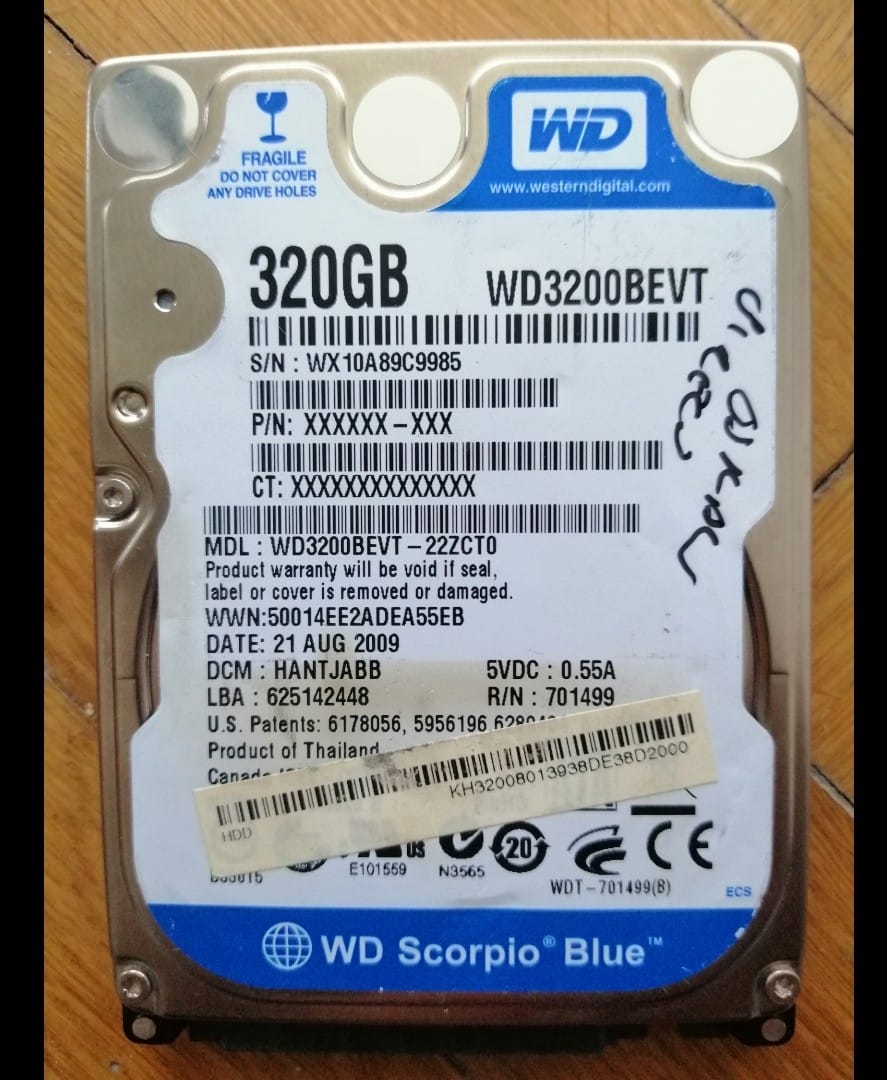 FRAGILE
DO NOT COVER
ANY DRIVE HOLES
WD
www.westerndigital.com
320GB WD3200BEVT
S/N : WX10A89C9985
P/N: XXXXXX-XXX
CT: XXXXXXXXXXXXXX
MDL : WD3200BEVT-22ZCT0
Product warranty will be void if seal,
label or cover is removed or damaged.
WWN:50014EE2ADEA55EB
DATE: 21 AUG 2009
DCM : HANTJABB 5VDC : 0.55A
LBA : 625142448 R/N : 701499
U.S. Patents: 6178056, 5956196
Product of Thailand
Canada
KH32008013938DE38D2000
HDD
US
20
CE
E101559
N3565
WDT-701499(B)
ECS
WD Scorpio® Blue™